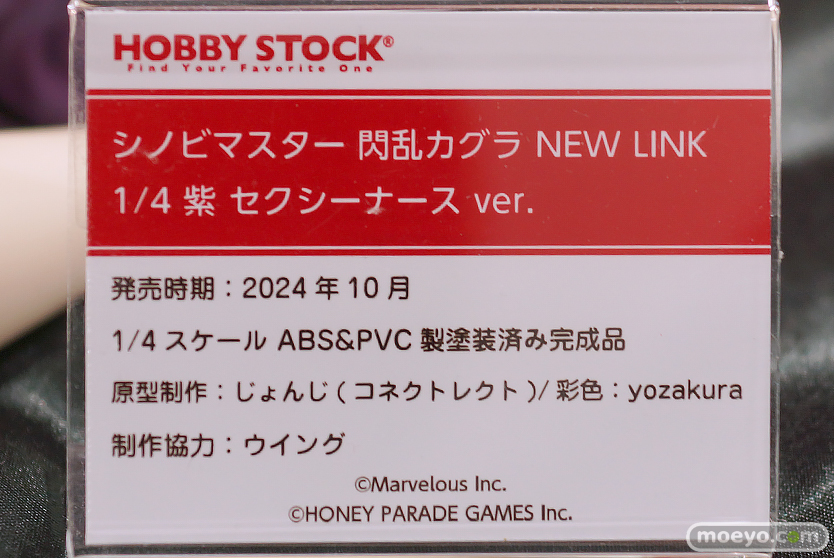 HOBBY STOCK®
Find Your Favorite One
シノビマスター 閃乱カグラ NEW LINK
1/4 紫 セクシーナース ver.
発売時期：2024 年 10 月
1/4 スケール ABS&PVC 製塗装済み完成品
原型制作：じょんじ ( コネクトレクト )/ 彩色：yozakura
制作協力：ウイング
©Marvelous Inc.
©HONEY PARADE GAMES Inc.
moeyo.com